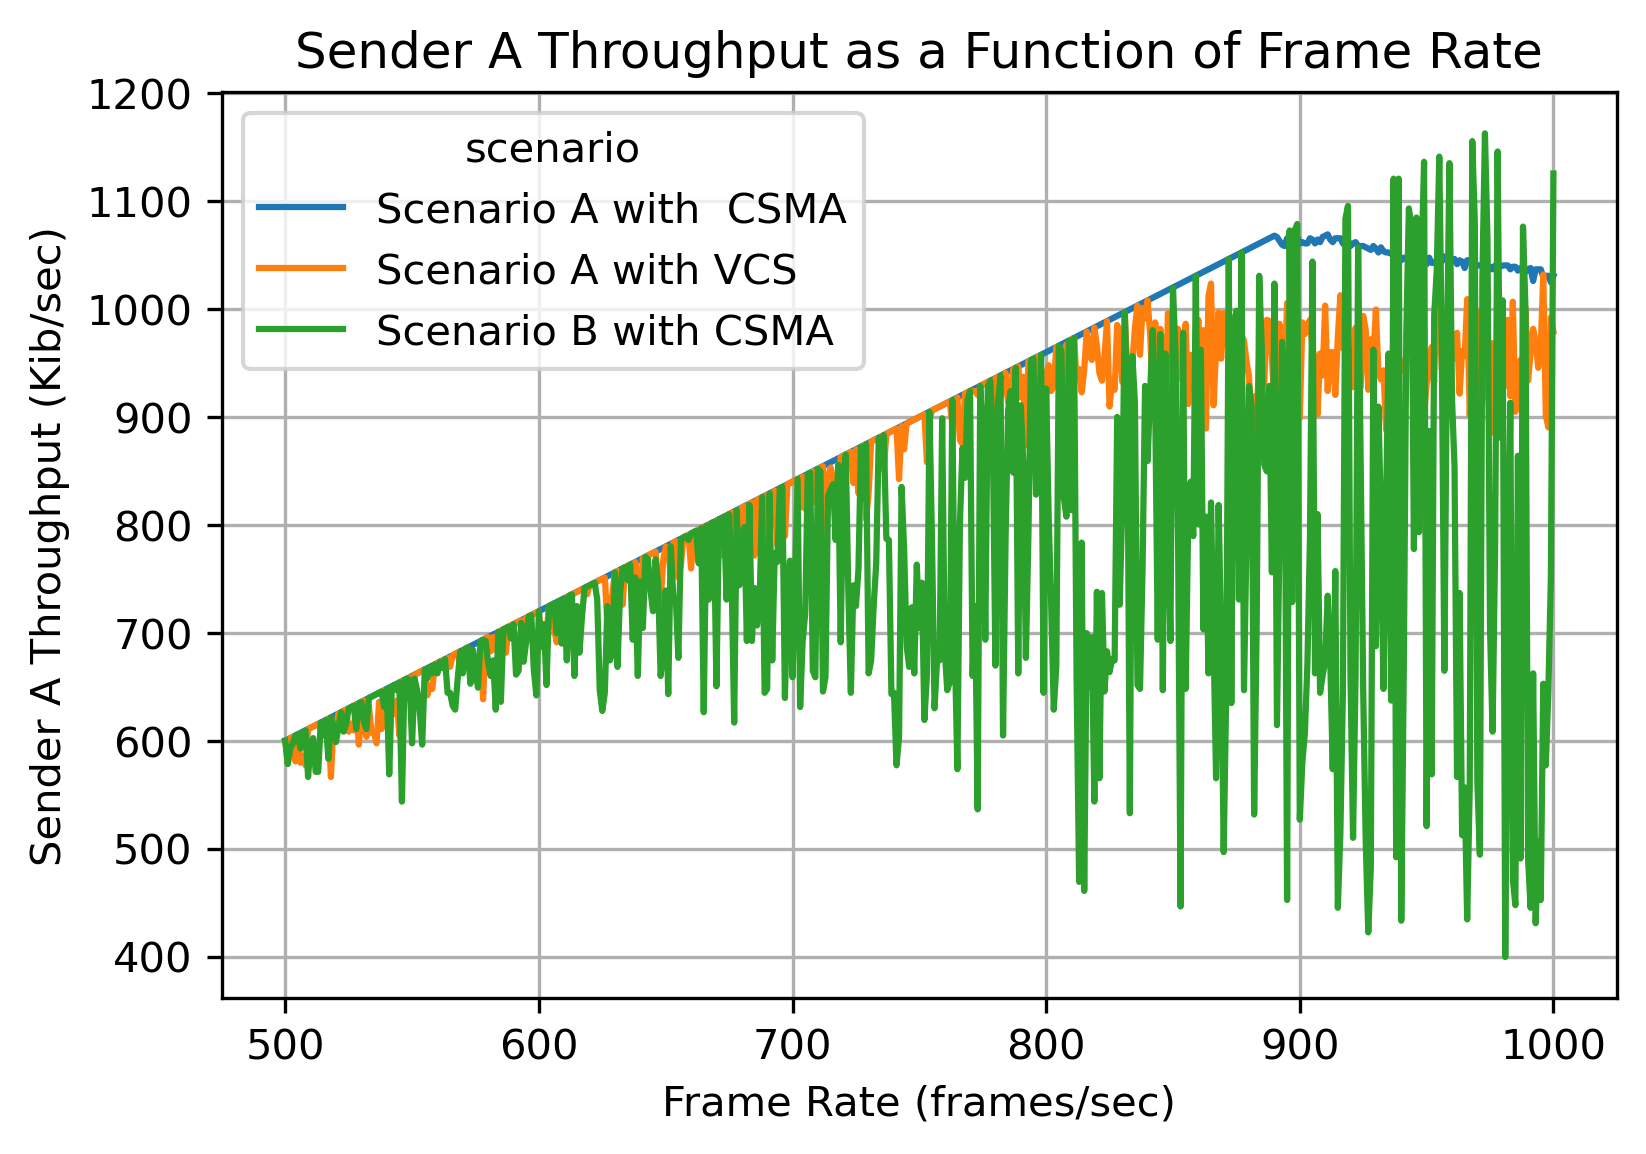 Sender A Throughput as a Function of Frame Rate
1200
1100
1000
900
800
700
600
500
400
Sender A Throughput (Kib/sec)
scenario
Scenario A with  CSMA
Scenario A with VCS
Scenario B with CSMA
500 600 700 800 900 1000
Frame Rate (frames/sec)